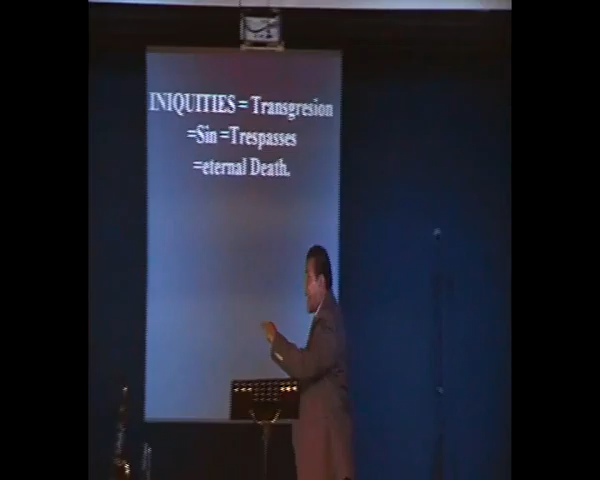 INIQUITIES = Transgresion
=Sin =Trespasses
=eternal Death.